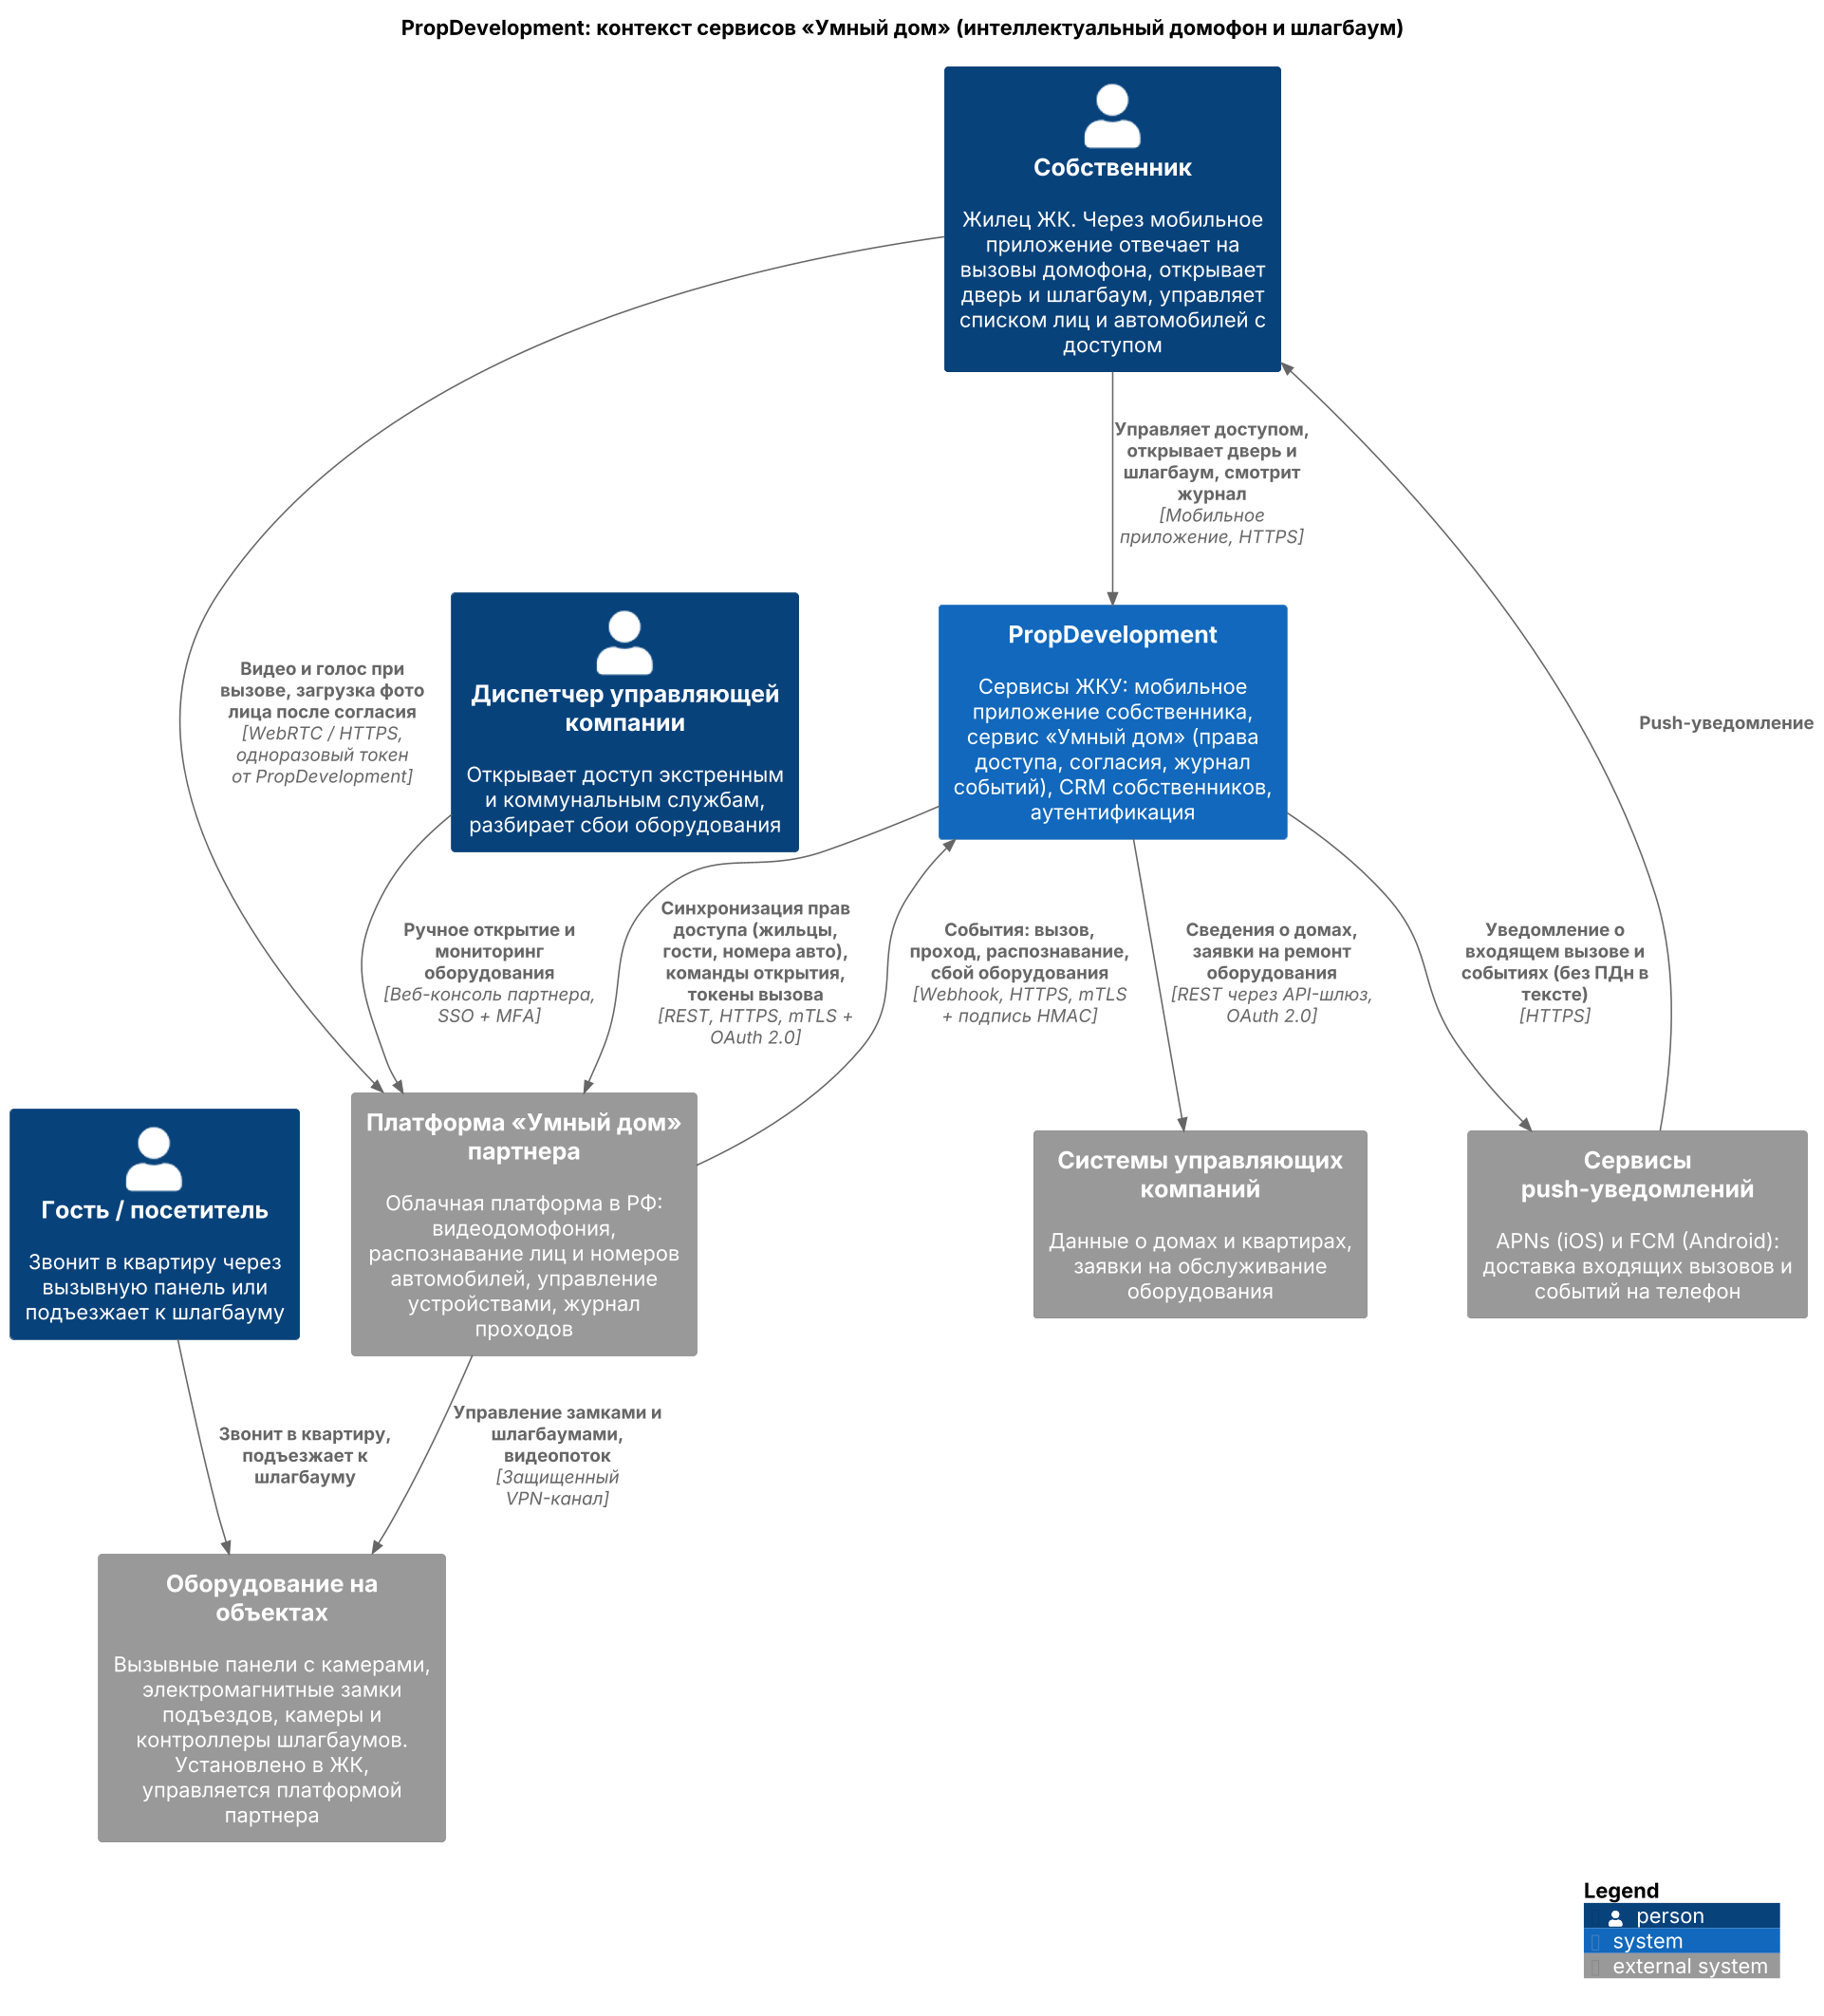 PropDevelopment: контекст сервисов «Умный дом» (интеллектуальный домофон и шлагбаум)
Собственник
Жилец ЖК. Через мобильное
приложение отвечает на
вызовы домофона, открывает
дверь и шлагбаум, управляет
списком лиц и автомобилей с
доступом
Управляет доступом,
открывает дверь и
шлагбаум, смотрит
журнал
[Мобильное
приложение, HTTPS]
Видео и голос при
вызове, загрузка фото
лица после согласия
[WebRTC / HTTPS,
одноразовый токен
от PropDevelopment]
Диспетчер управляющей
компании
Открывает доступ экстренным
и коммунальным службам,
разбирает сбои оборудования
PropDevelopment
Сервисы ЖКУ: мобильное
приложение собственника,
сервис «Умный дом» (права
доступа, согласия, журнал
событий), CRM собственников,
аутентификация
Push-уведомление
Ручное открытие и
мониторинг
оборудования
[Веб-консоль партнера,
SSO + MFA]
Синхронизация прав
доступа (жильцы,
гости, номера авто),
команды открытия,
токены вызова
[REST, HTTPS, mTLS +
OAuth 2.0]
События: вызов,
проход, распознавание,
сбой оборудования
[Webhook, HTTPS, mTLS
+ подпись HMAC]
Сведения о домах,
заявки на ремонт
оборудования
[REST через API-шлюз,
OAuth 2.0]
Уведомление о
входящем вызове и
событиях (без ПДн в
тексте)
[HTTPS]
Гость / посетитель
Звонит в квартиру через
вызывную панель или
подъезжает к шлагбауму
Платформа «Умный дом»
партнера
Облачная платформа в РФ:
видеодомофония,
распознавание лиц и номеров
автомобилей, управление
устройствами, журнал
проходов
Системы управляющих
компаний
Данные о домах и квартирах,
заявки на обслуживание
оборудования
Сервисы
push-уведомлений
APNs (iOS) и FCM (Android):
доставка входящих вызовов и
событий на телефон
Звонит в квартиру,
подъезжает к
шлагбауму
Управление замками и
шлагбаумами,
видеопоток
[Защищенный
VPN-канал]
Оборудование на
объектах
Вызывные панели с камерами,
электромагнитные замки
подъездов, камеры и
контроллеры шлагбаумов.
Установлено в ЖК,
управляется платформой
партнера
Legend
person
system
external system